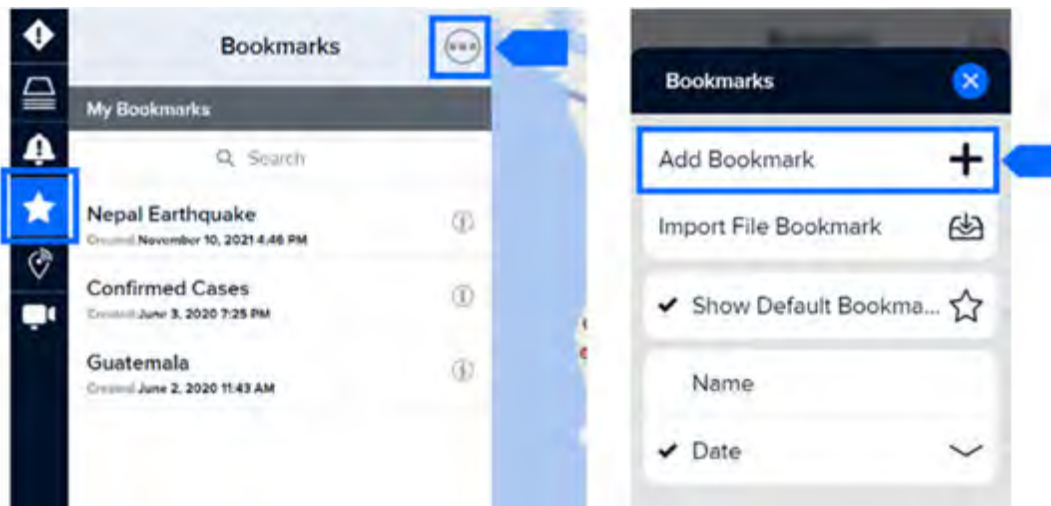 Bookmarks
My Bookmarks
Search
Nepal Earthquake
Created November 10, 2021 4:46 PM
Confirmed Cases
Created June 3, 2020 7:25 PM
Guatemala
Created June 2, 2020 11:43 AM
Bookmarks
Add Bookmark
Import File Bookmark
Show Default Bookma...
Name
Date